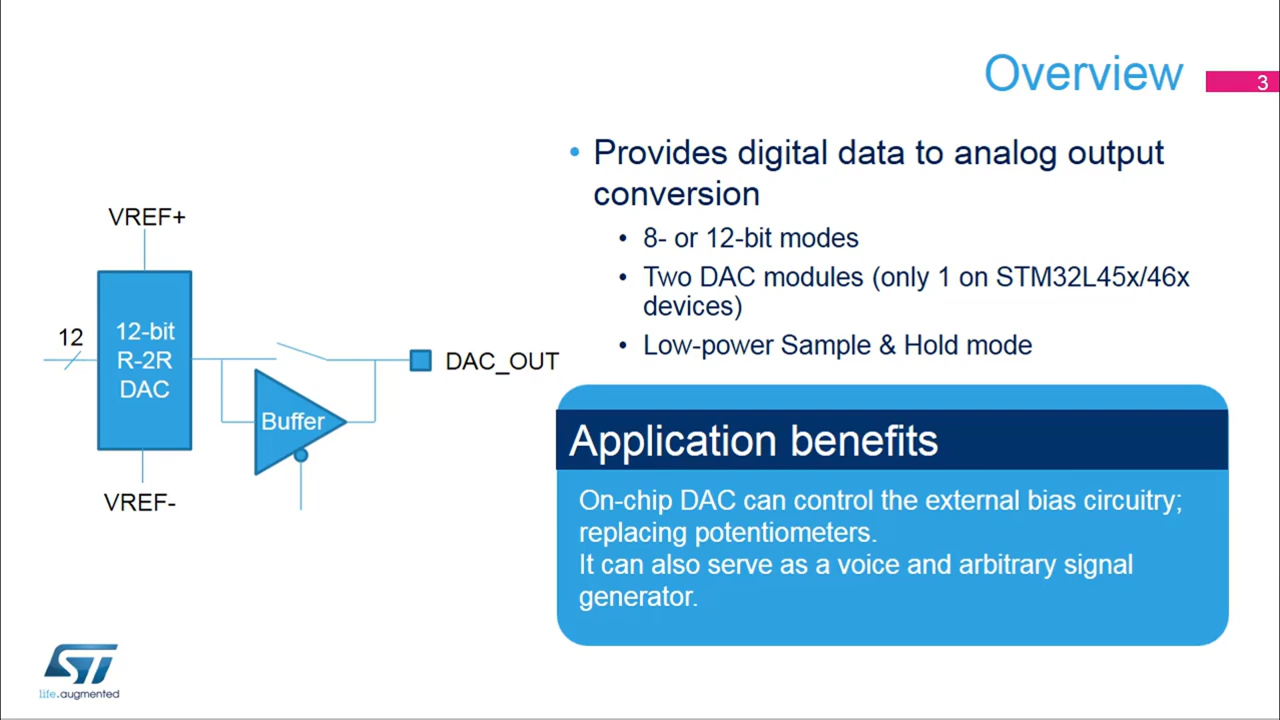 Overview
3
• Provides digital data to analog output
conversion
• 8- or 12-bit modes
• Two DAC modules (only 1 on STM32L45x/46x
devices)
• Low-power Sample & Hold mode
VREF+
12
12-bit
R-2R
DAC
DAC_OUT
Buffer
VREF-
Application benefits
On-chip DAC can control the external bias circuitry;
replacing potentiometers.
It can also serve as a voice and arbitrary signal
generator.
ST
life.augmented